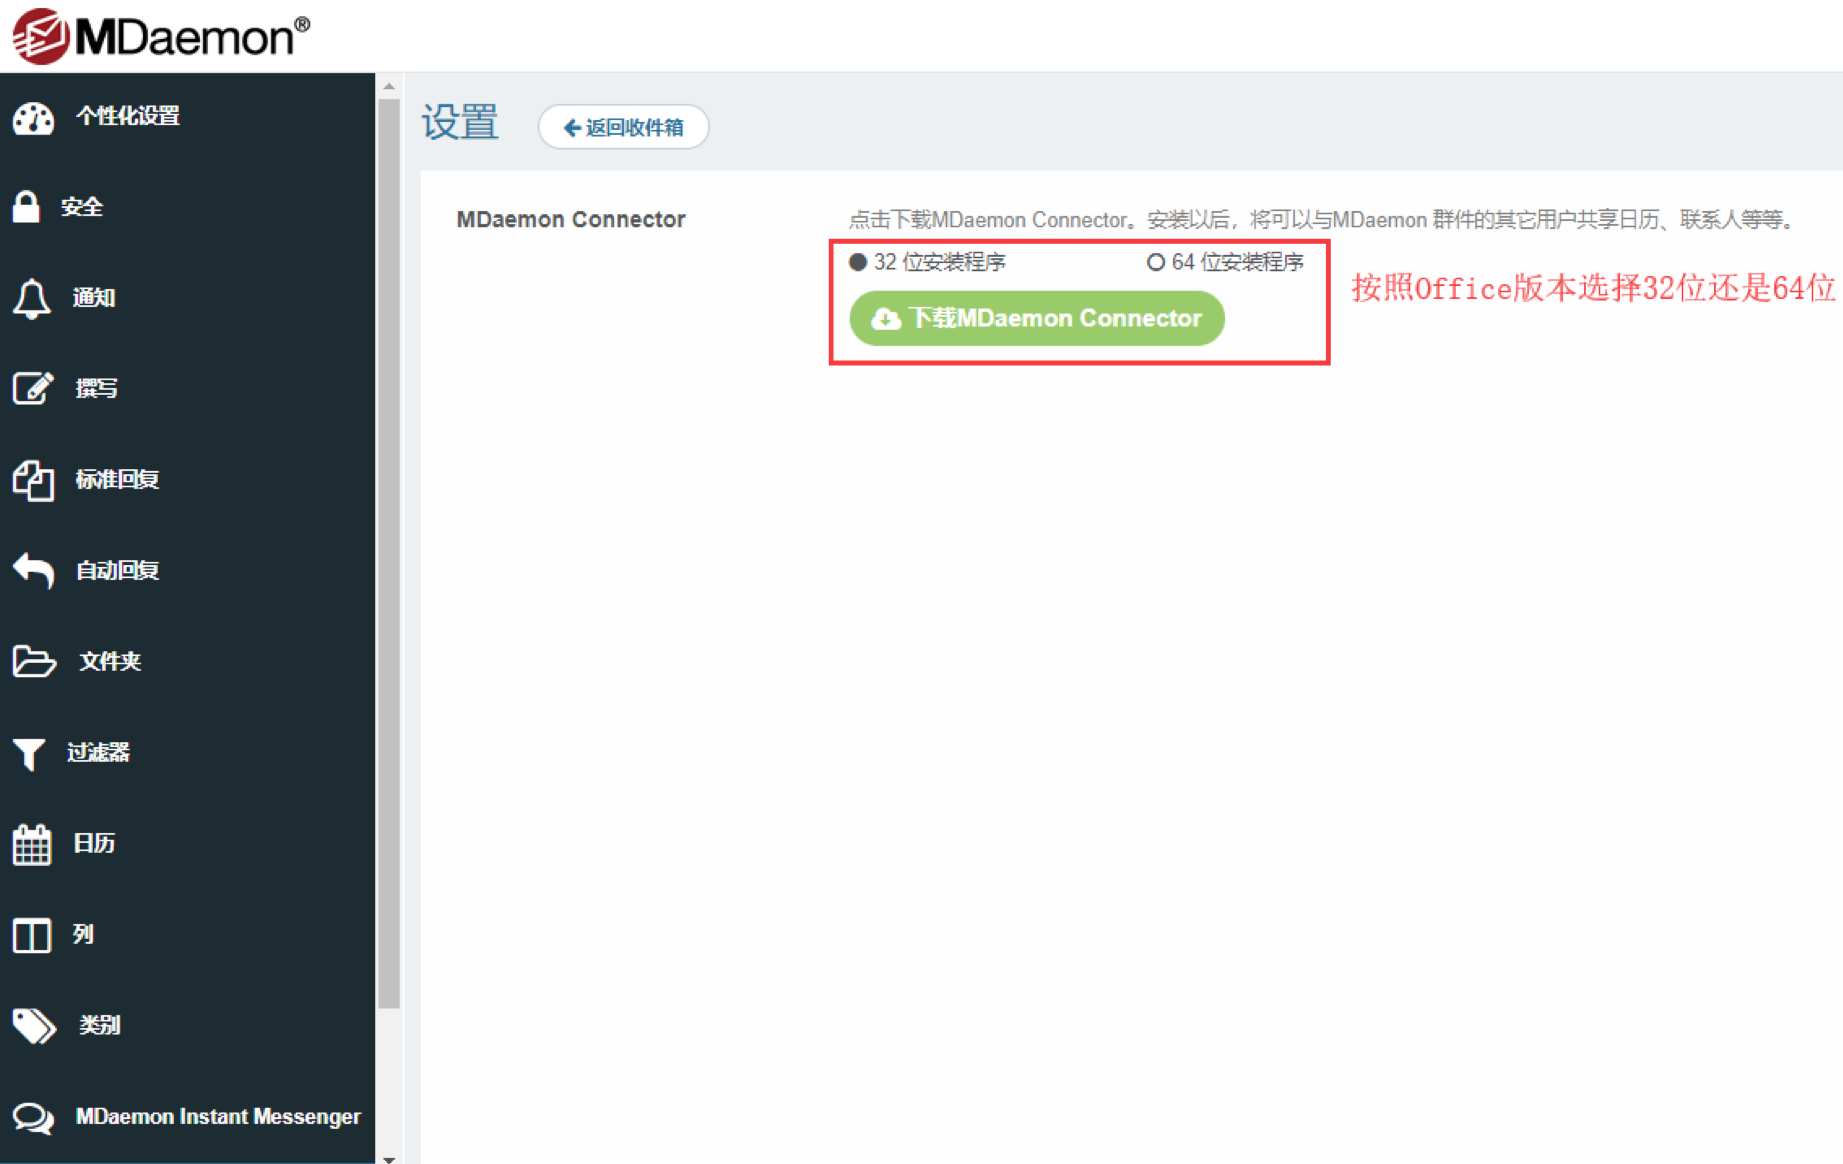 MDaemon®
个性化设置
安全
通知
撰写
标准回复
自动回复
文件夹
过滤器
日历
列
类别
MDaemon Instant Messenger
设置
返回收件箱
MDaemon Connector
点击下载MDaemon Connector。安装以后，将可以与MDaemon 群件的其它用户共享日历、联系人等等。
32 位安装程序
64 位安装程序
下载MDaemon Connector
按照Office版本选择32位还是64位